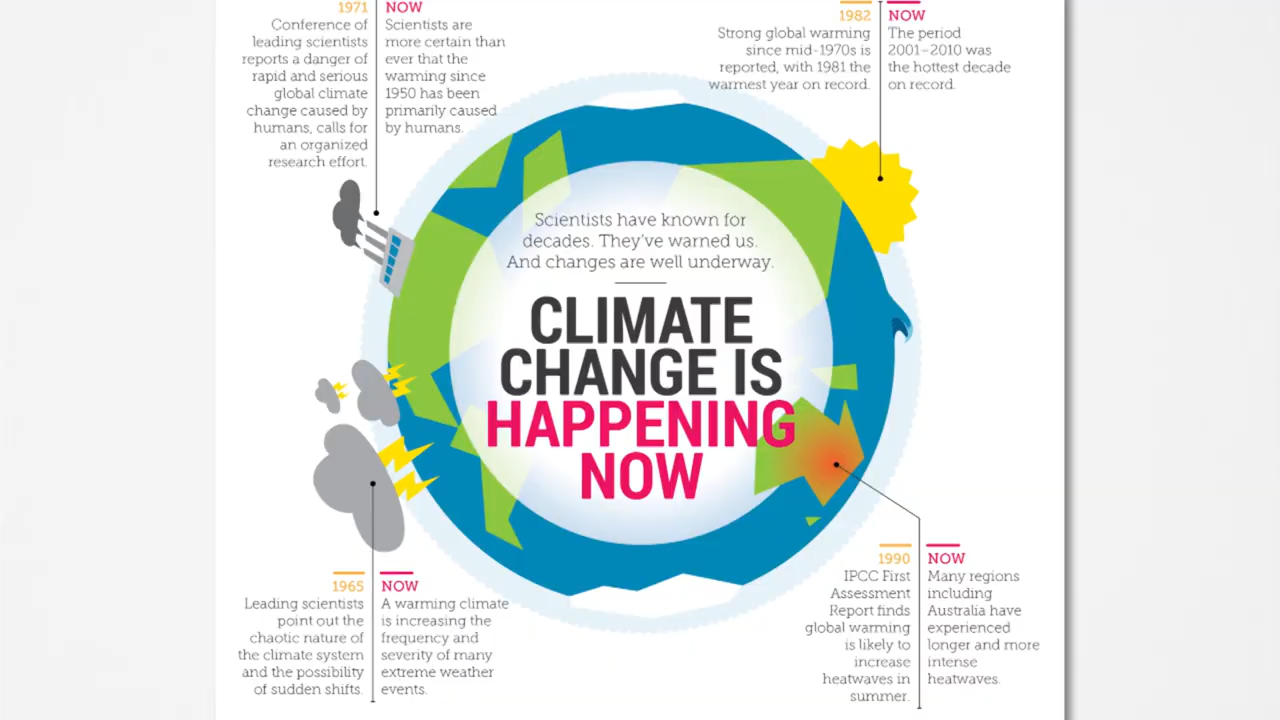 1971
Conference of
leading scientists
reports a danger of
rapid and serious
global climate
change caused by
humans, calls for
an organized
research effort.
NOW
Scientists are
more certain than
ever that the
warming since
1950 has been
primarily caused
by humans.
1982
Strong global warming
since mid-1970s is
reported, with 1981 the
warmest year on record.
NOW
The period
2001–2010 was
the hottest decade
on record.
Scientists have known for
decades. They’ve warned us.
And changes are well underway.
CLIMATE
CHANGE IS
HAPPENING
NOW
1965
Leading scientists
point out the
chaotic nature of
the climate system
and the possibility
of sudden shifts.
NOW
A warming climate
is increasing the
frequency and
severity of many
extreme weather
events.
1990
IPCC First
Assessment
Report finds
global warming
is likely to
increase
heatwaves in
summer.
NOW
Many regions
including
Australia have
experienced
longer and more
intense
heatwaves.